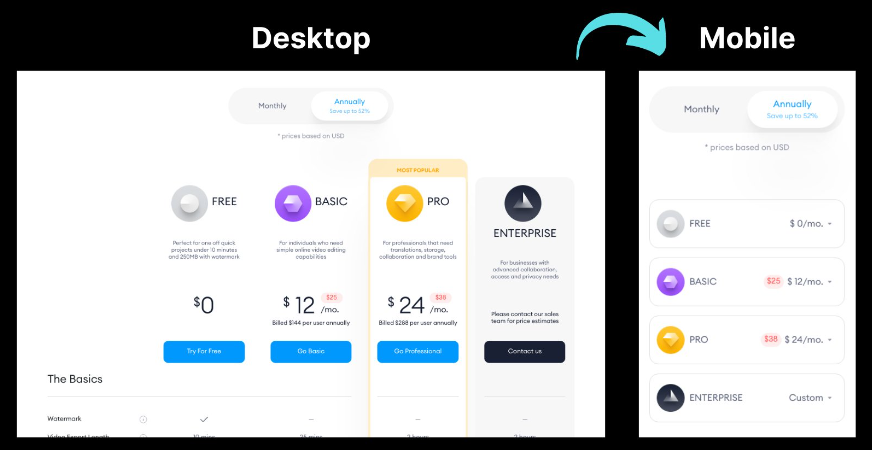 Desktop
Mobile
Monthly
Annually
Save up to 52%
* prices based on USD
MOST POPULAR
FREE
BASIC
PRO
ENTERPRISE
Perfect for one off quick
projects under 10 minutes
and 250MB with watermark
For individuals who need
simple online video editing
capabilities
For professionals that need
translations, storage,
collaboration and brand tools
For businesses with
advanced collaboration,
access and privacy needs
$0
$ 12 $25 /mo.
Billed $144 per user annually
$ 24 $38 /mo.
Billed $288 per user annually
Please contact our sales
team for price estimates
Try For Free
Go Basic
Go Professional
Contact us
The Basics
Watermark
Video Export Length
2 hours
2 hours
Monthly
Annually
Save up to 52%
* prices based on USD
FREE $ 0/mo.
BASIC $25 $ 12/mo.
PRO $38 $ 24/mo.
ENTERPRISE Custom